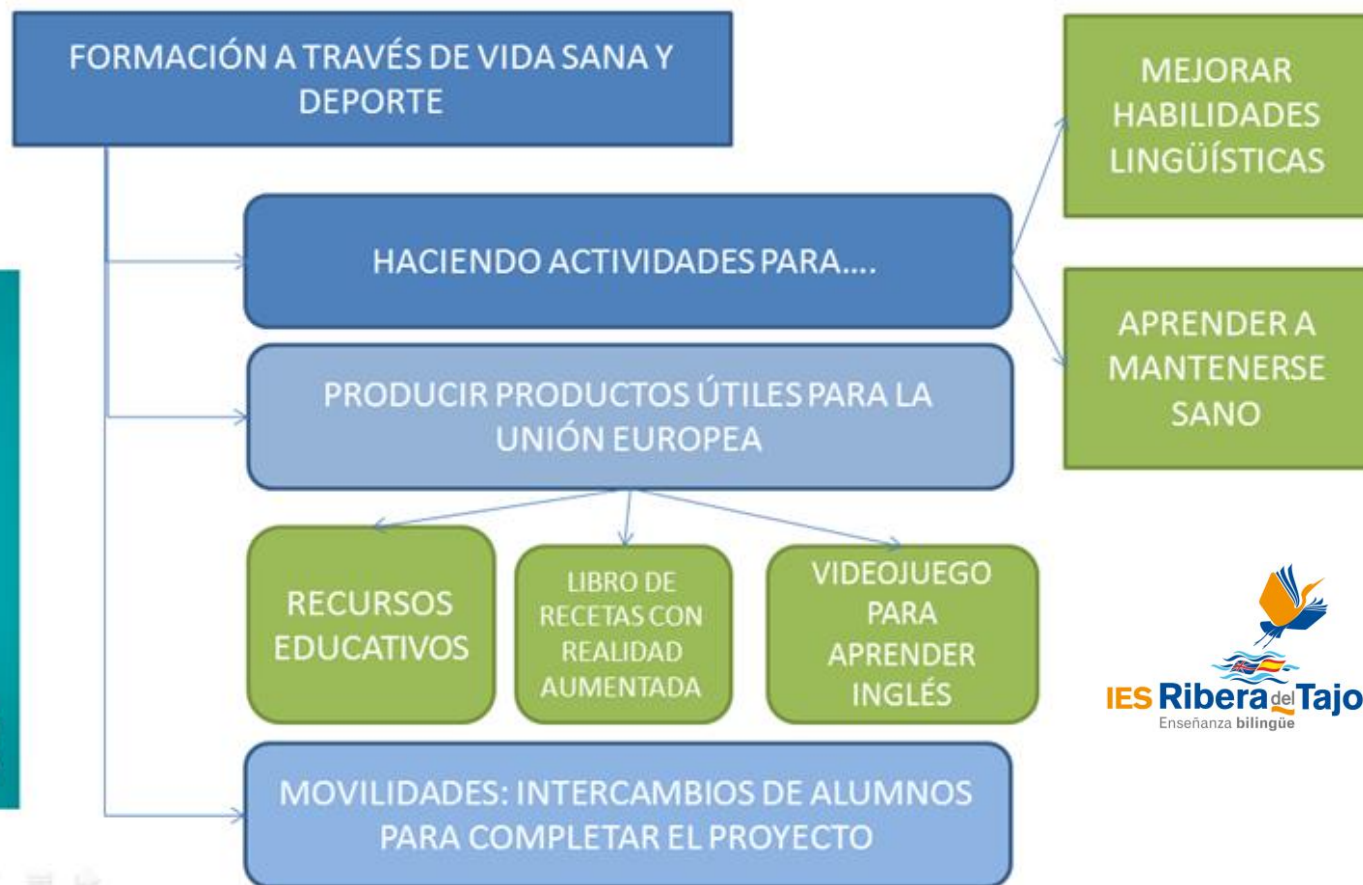 FORMACIÓN A TRAVÉS DE VIDA SANA Y
DEPORTE
HACIENDO ACTIVIDADES PARA....
MEJORAR
HABILIDADES
LINGÜÍSTICAS
APRENDER A
MANTENERSE
SANO
PRODUCIR PRODUCTOS ÚTILES PARA LA
UNIÓN EUROPEA
RECURSOS
EDUCATIVOS
LIBRO DE
RECETAS CON
REALIDAD
AUMENTADA
VIDEOJUEGO
PARA
APRENDER
INGLÉS
MOVILIDADES: INTERCAMBIOS DE ALUMNOS
PARA COMPLETAR EL PROYECTO
IES Ribera del Tajo
Enseñanza bilingüe